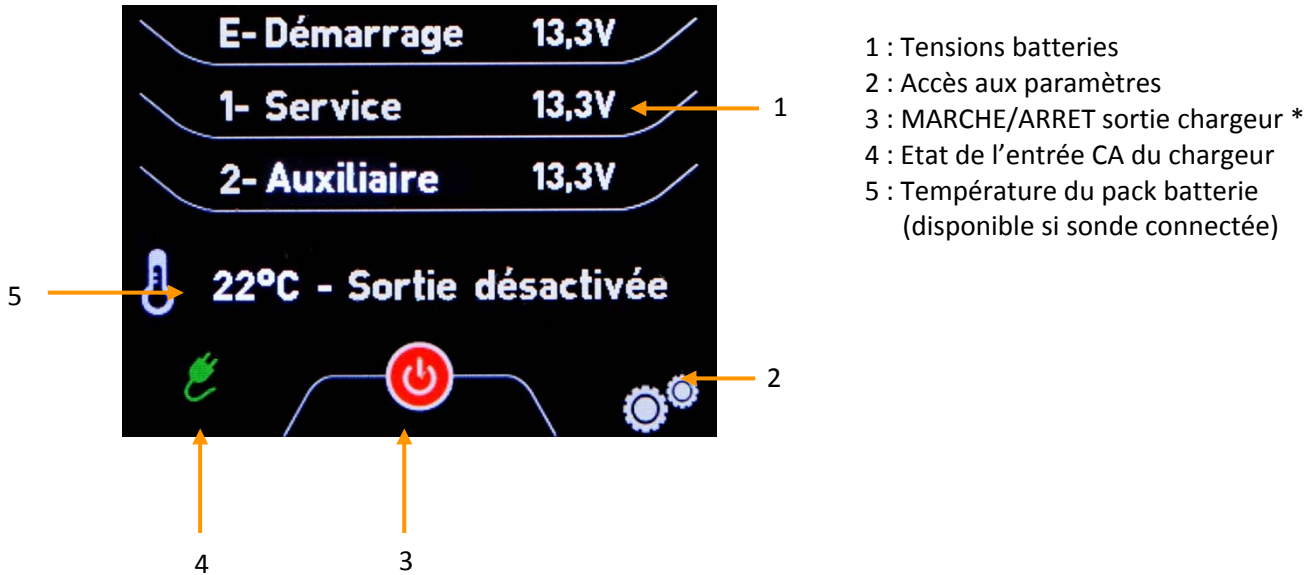 E- Démarrage 13,3V
1- Service 13,3V
2- Auxiliaire 13,3V
22°C - Sortie désactivée
1
2
3
4
5
1 : Tensions batteries
2 : Accès aux paramètres
3 : MARCHE/ARRET sortie chargeur *
4 : Etat de l’entrée CA du chargeur
5 : Température du pack batterie
(disponible si sonde connectée)